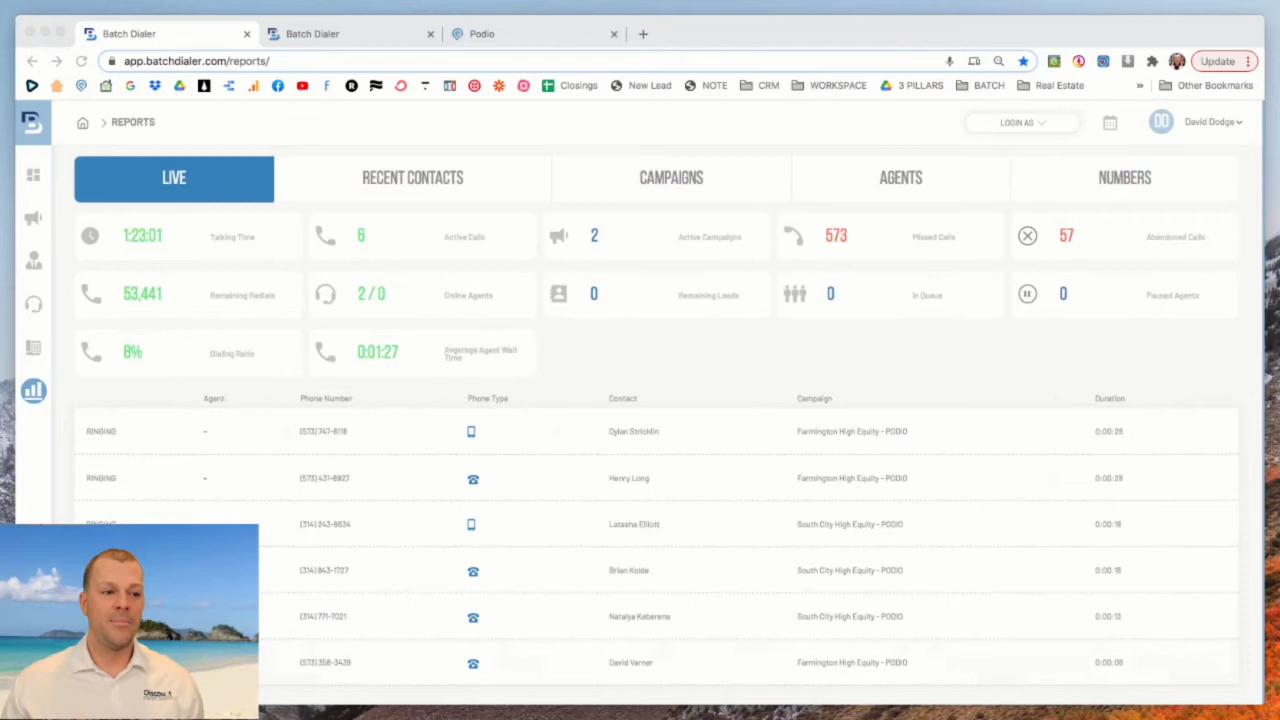 Batch Dialer
Batch Dialer
Podio
app.batchdialer.com/reports/
Update
Closings
New Lead
NOTE
CRM
WORKSPACE
3 PILLARS
BATCH
Real Estate
»
Other Bookmarks
> REPORTS
LOGIN AS
DD
David Dodge
LIVE
RECENT CONTACTS
CAMPAIGNS
AGENTS
NUMBERS
1:23:01 Talking Time
6 Active Calls
2 Active Campaigns
573 Missed Calls
57 Abandoned Calls
53,441 Remaining Redials
2 / 0 Online Agents
0 Remaining Leads
0 In Queue
0 Paused Agents
8% Dialing Ratio
0:01:27 Avgerage Agent Wait
Time
Agent Phone Number Phone Type Contact Campaign Duration
RINGING - (573) 747-8118 Dylan Stricklin Farmington High Equity - PODIO 0:00:28
RINGING - (573) 431-8927 Henry Long Farmington High Equity - PODIO 0:00:28
RINGING (314) 243-8634 Latasha Elliott South City High Equity - PODIO 0:00:18
(314) 843-1727 Brian Kolde South City High Equity - PODIO 0:00:18
(314) 771-7021 Natalya Keberena South City High Equity - PODIO 0:00:13
(573) 358-3439 David Verner Farmington High Equity - PODIO 0:00:08